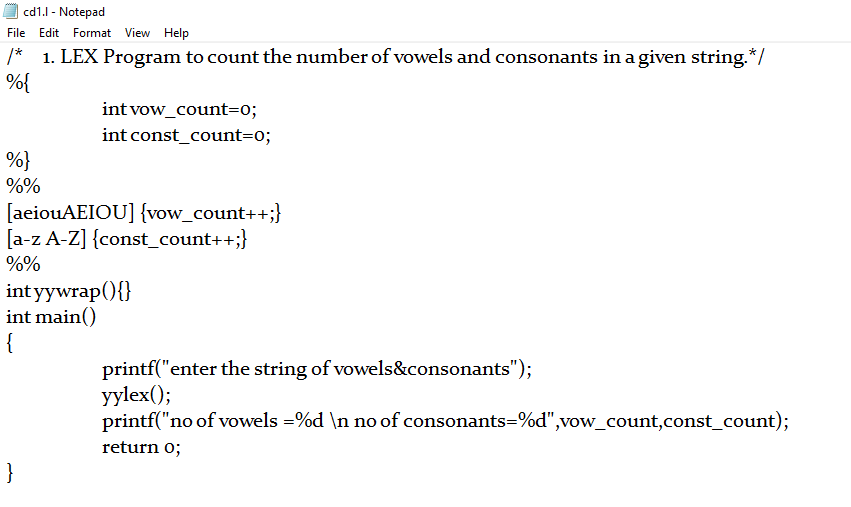 cd1.l - Notepad
File Edit Format View Help
/* 1. LEX Program to count the number of vowels and consonants in a given string.*/
%{
int vow_count=0;
int const_count=0;
%}
%%
[aeiouAEIOU] {vow_count++;}
[a-z A-Z] {const_count++;}
%%
int yywrap(){}
int main()
{
printf("enter the string of vowels&consonants");
yylex();
printf("no of vowels =%d \n no of consonants=%d",vow_count,const_count);
return 0;
}